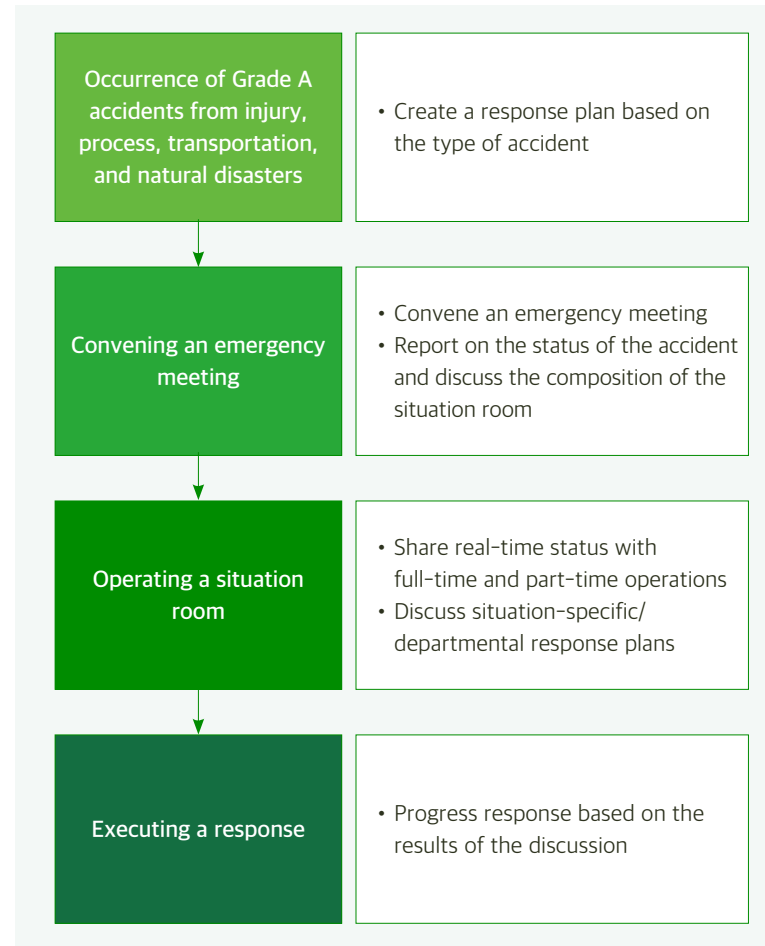 Occurrence of Grade A
accidents from injury,
process, transportation,
and natural disasters
• Create a response plan based on
the type of accident
Convening an emergency
meeting
• Convene an emergency meeting
• Report on the status of the accident
and discuss the composition of the
situation room
Operating a situation
room
• Share real-time status with
full-time and part-time operations
• Discuss situation-specific/
departmental response plans
Executing a response
• Progress response based on the
results of the discussion